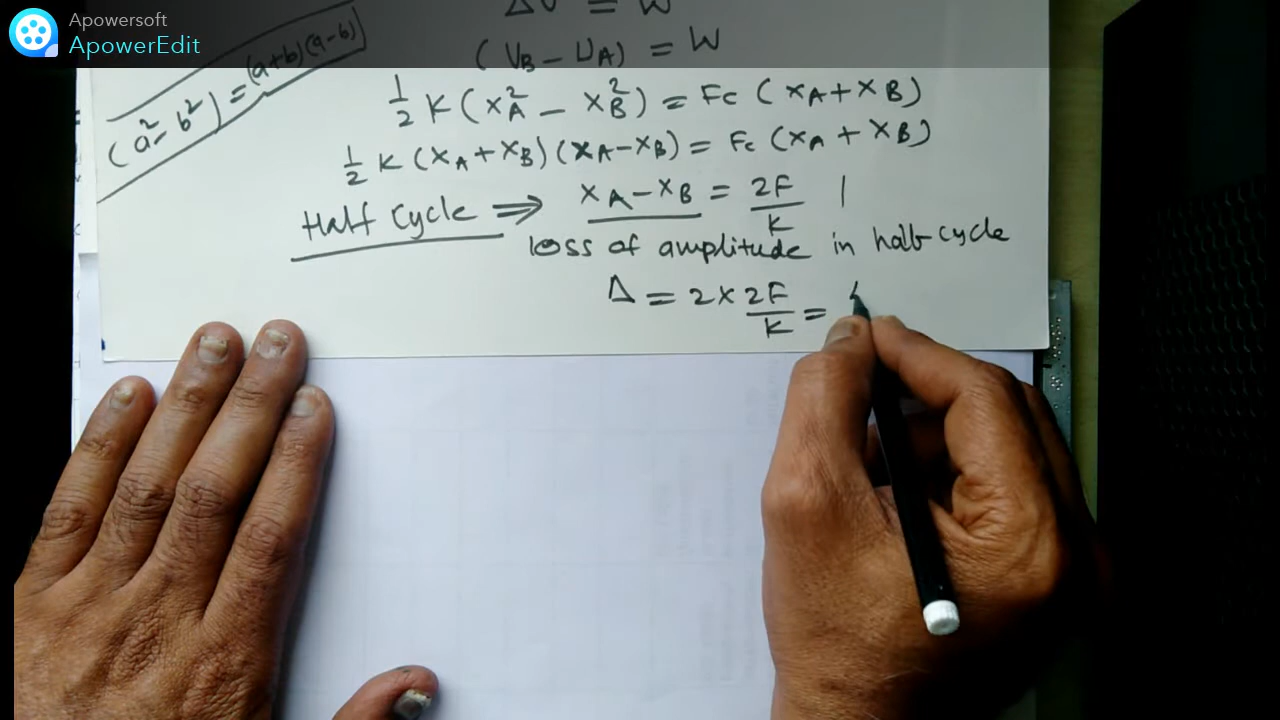 Apowersoft
ApowerEdit
ΔU = W
(U_B − U_A) = W
(a² − b²) = (a+b)(a−b)
½ K (x_A² − x_B²) = Fc (x_A + x_B)
½ K (x_A + x_B)(x_A − x_B) = Fc (x_A + x_B)
Half Cycle ⇒ x_A − x_B = 2F/K |
loss of amplitude in half cycle
Δ = 2 × 2F/K =